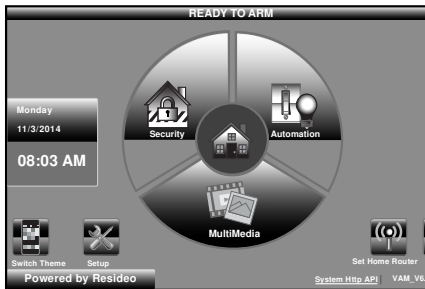 READY TO ARM
Monday
11/3/2014
08:03 AM
Security
Automation
MultiMedia
Switch Theme
Setup
Set Home Router
Powered by Resideo
System Http API
VAM_V6.